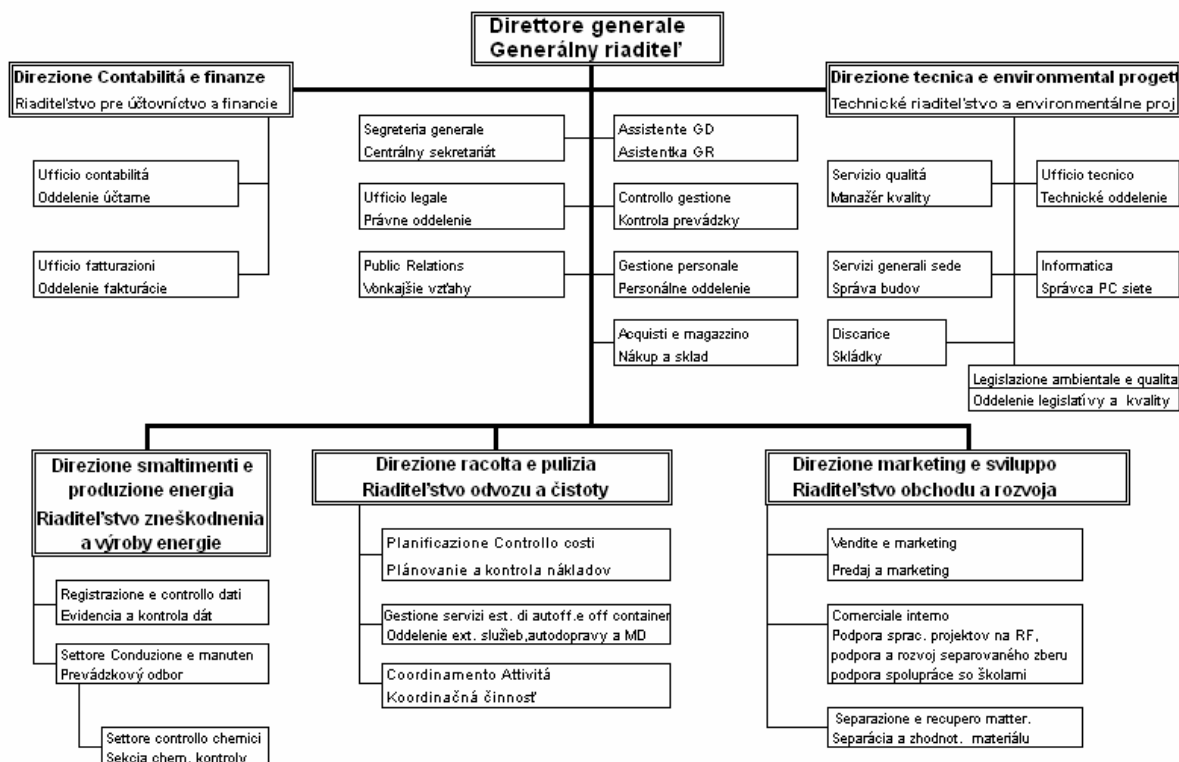 Direttore generale
Generálny riaditeľ
Direzione Contabilitá e finanze
Riaditeľstvo pre účtovníctvo a financie
Direzione tecnica e environmental progett
Technické riaditeľstvo a environmentálne proj
Segreteria generale
Centrálny sekretariát
Assistente GD
Asistentka GR
Ufficio contabilitá
Oddelenie účtarne
Ufficio legale
Právne oddelenie
Controllo gestione
Kontrola prevádzky
Servizio qualitá
Manažér kvality
Ufficio tecnico
Technické oddelenie
Ufficio fatturazioni
Oddelenie fakturácie
Public Relations
Vonkajšie vzťahy
Gestione personale
Personálne oddelenie
Servizi generali sede
Správa budov
Informatica
Správca PC siete
Acquisti e magazzino
Nákup a sklad
Discarice
Skládky
Legislazione ambientale e qualita
Oddelenie legislatívy a kvality
Direzione smaltimenti e
produzione energia
Riaditeľstvo zneškodnenia
a výroby energie
Direzione racolta e pulizia
Riaditeľstvo odvozu a čistoty
Direzione marketing e sviluppo
Riaditeľstvo obchodu a rozvoja
Registrazione e controllo dati
Evidencia a kontrola dát
Settore Conduzione e manuten
Prevádzkový odbor
Settore controllo chemici
Sekcia chem. kontroly
Planificazione Controllo costi
Plánovanie a kontrola nákladov
Gestione servizi est. di autoff.e off container
Oddelenie ext. služieb,autodopravy a MD
Coordinamento Attivitá
Koordinačná činnosť
Vendite e marketing
Predaj a marketing
Comerciale interno
Podpora sprac. projektov na RF,
podpora a rozvoj separovaného zberu
podpora spolupráce so školami
Separazione e recupero matter.
Separácia a zhodnot. materiálu